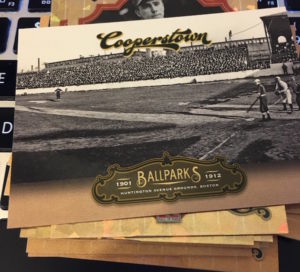 Cooperstown
BALLPARKS
1901 1912
HUNTINGTON AVENUE GROUNDS, BOSTON